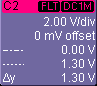 C2 FLT DC1M
2.00 V/div
0 mV offset
0.00 V
1.30 V
Δy 1.30 V